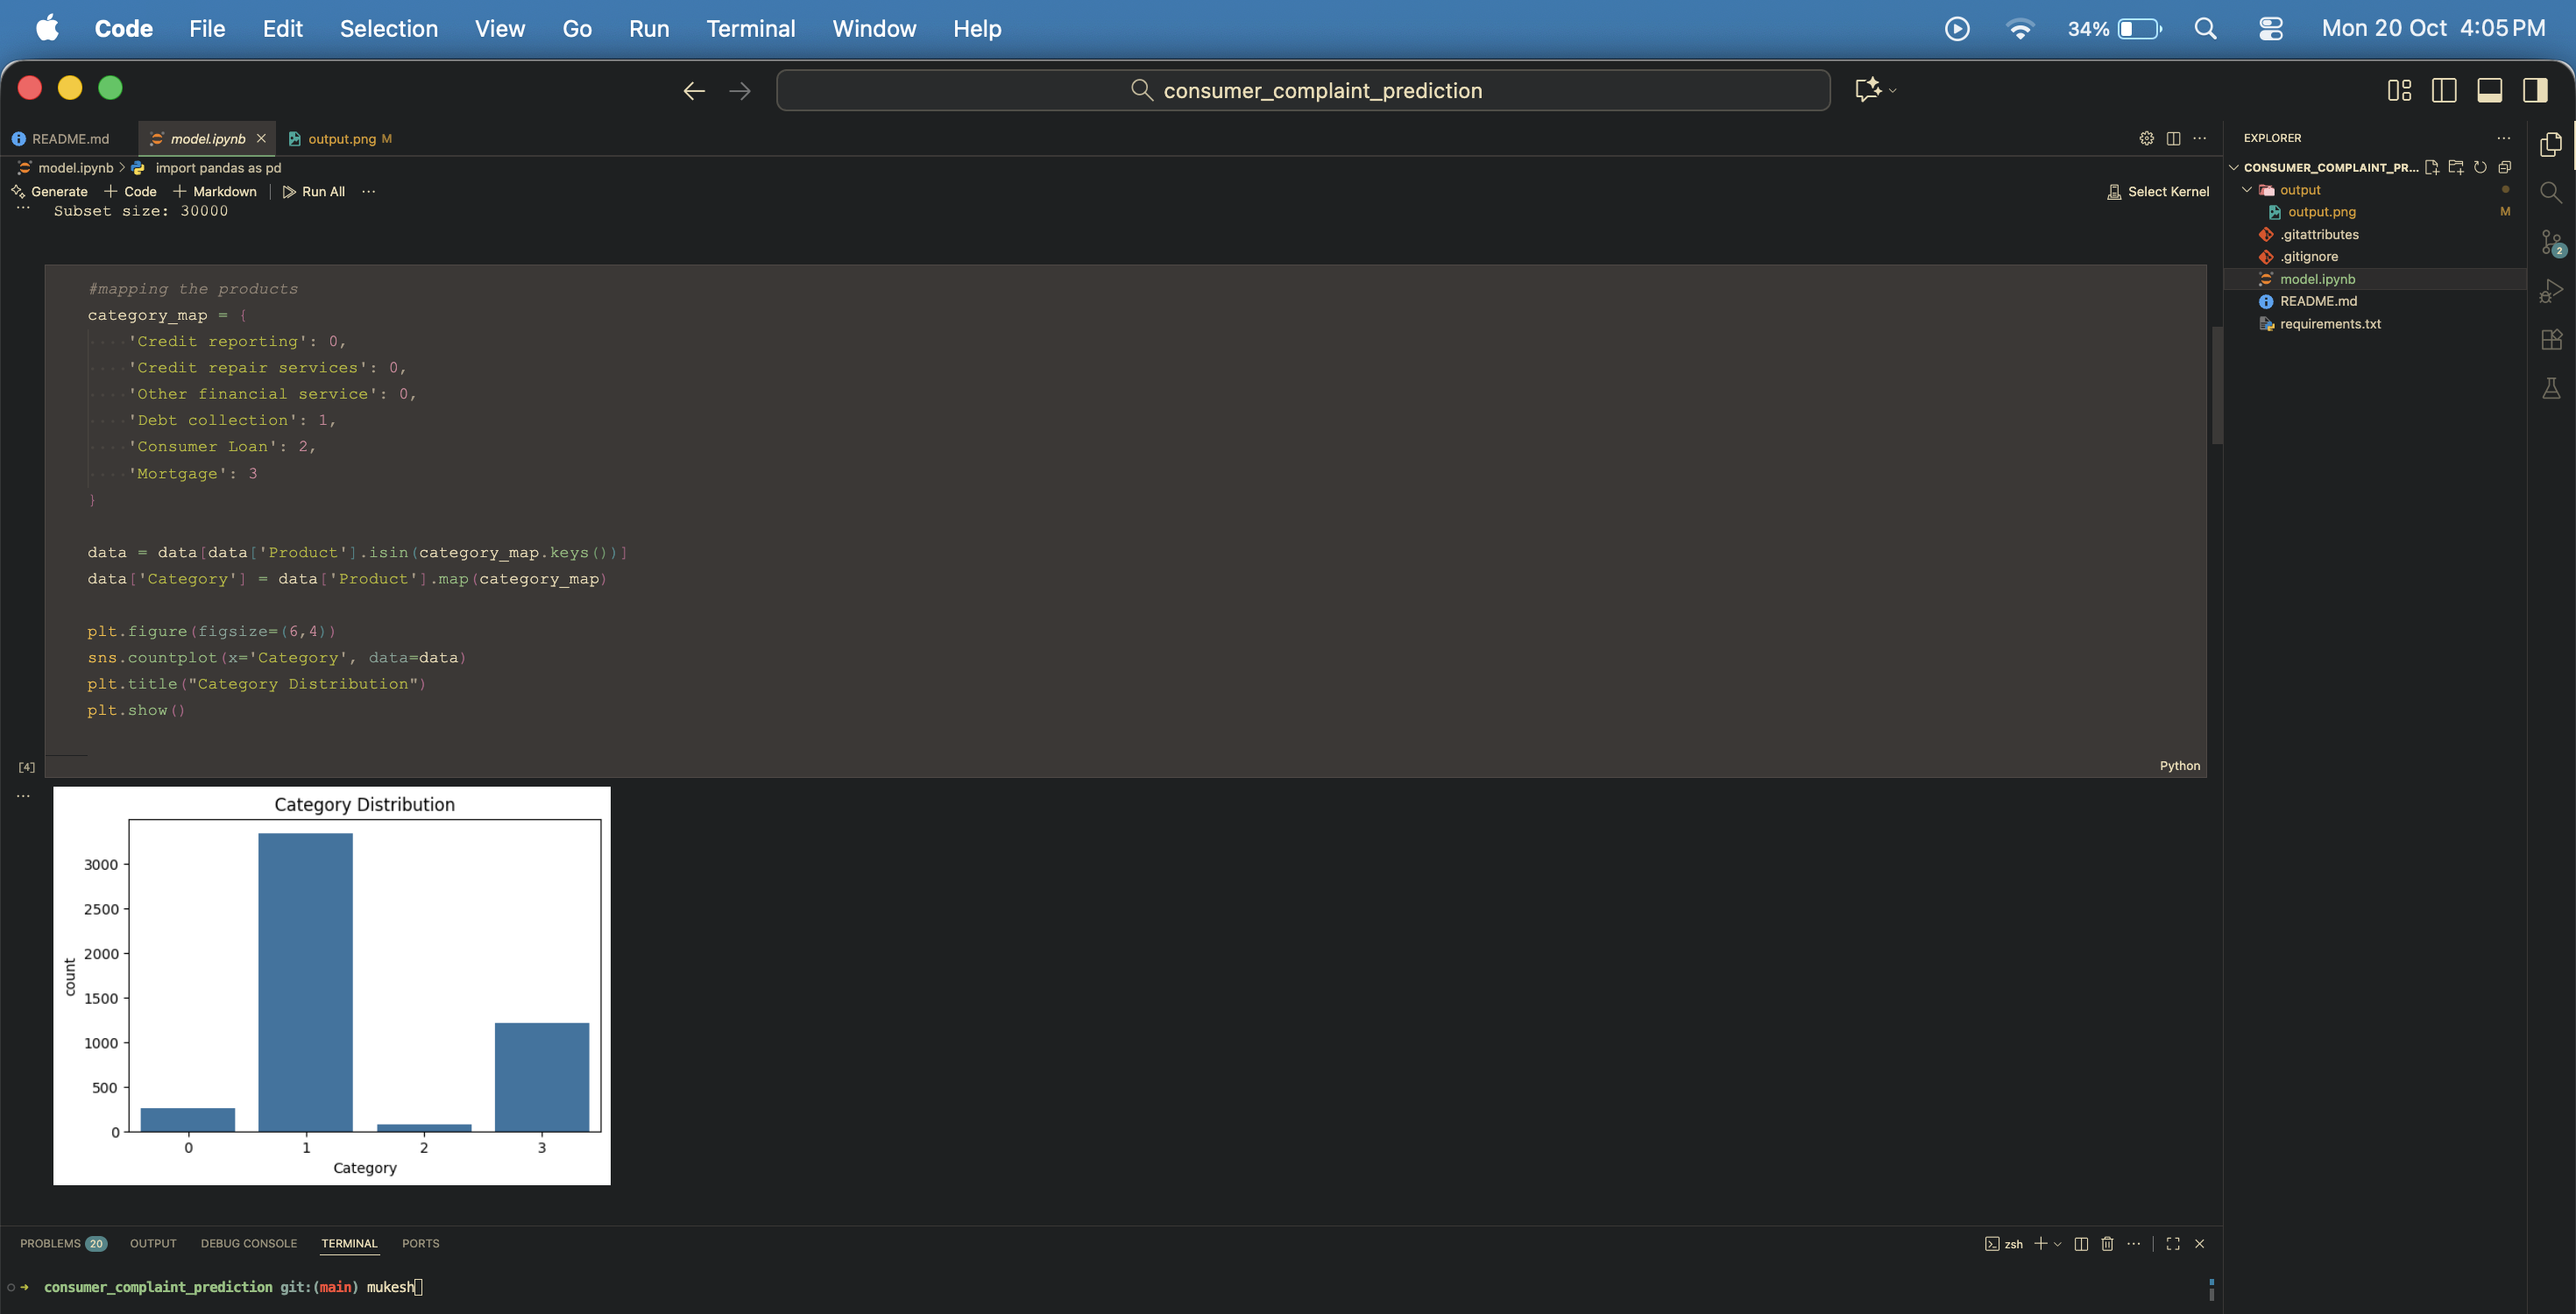 Code File Edit Selection View Go Run Terminal Window Help 34% Mon 20 Oct 4:05 PM
consumer_complaint_prediction
README.md model.ipynb output.png M
model.ipynb > import pandas as pd
Generate + Code + Markdown | Run All ... Select Kernel
... Subset size: 30000
#mapping the products
category_map = {
'Credit reporting': 0,
'Credit repair services': 0,
'Other financial service': 0,
'Debt collection': 1,
'Consumer Loan': 2,
'Mortgage': 3
}
data = data[data['Product'].isin(category_map.keys())]
data['Category'] = data['Product'].map(category_map)
plt.figure(figsize=(6,4))
sns.countplot(x='Category', data=data)
plt.title("Category Distribution")
plt.show()
[4] Python
...
Category Distribution
count
3000
2500
2000
1500
1000
500
0
0 1 2 3
Category
PROBLEMS 20 OUTPUT DEBUG CONSOLE TERMINAL PORTS zsh
consumer_complaint_prediction git:(main) mukesh
EXPLORER ...
CONSUMER_COMPLAINT_PR...
output
output.png M
.gitattributes
.gitignore
model.ipynb
README.md
requirements.txt
2